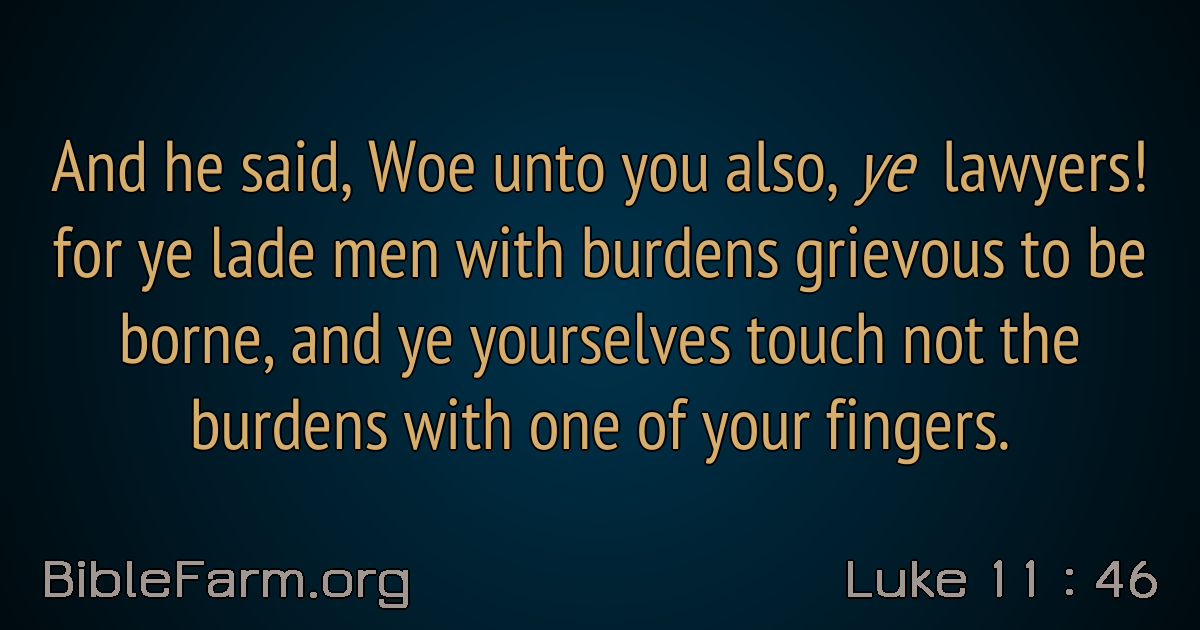 And he said, Woe unto you also, ye lawyers!
for ye lade men with burdens grievous to be
borne, and ye yourselves touch not the
burdens with one of your fingers.
BibleFarm.org
Luke 11 : 46